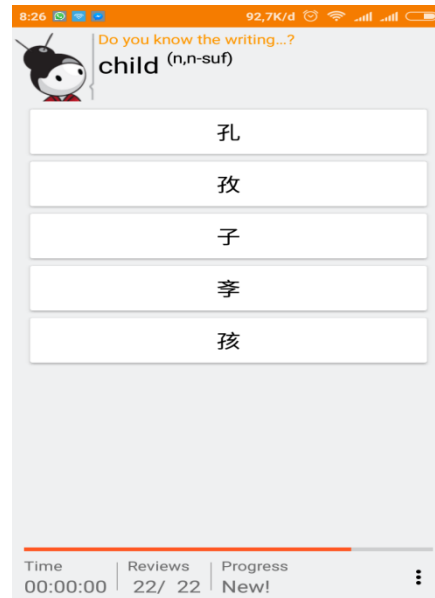 8:26 92,7K/d
Do you know the writing...?
child (n,n-suf)
孔
孜
子
斈
孩
Time Reviews Progress
00:00:00 22/ 22 New!